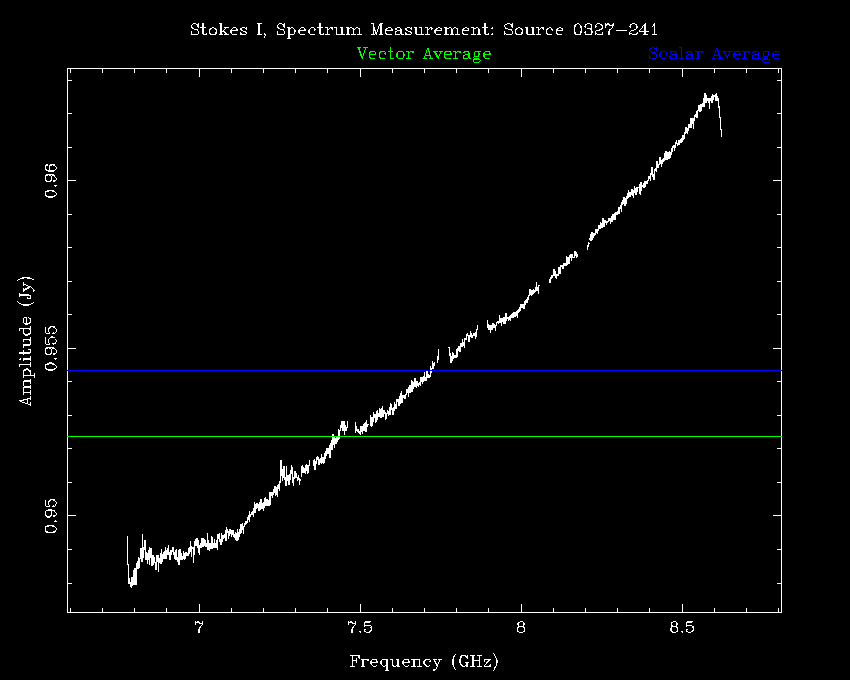 Stokes I, Spectrum Measurement: Source 0327−241
Vector Average Scalar Average
0.96
0.955
0.95
Amplitude (Jy)
7 7.5 8 8.5
Frequency (GHz)